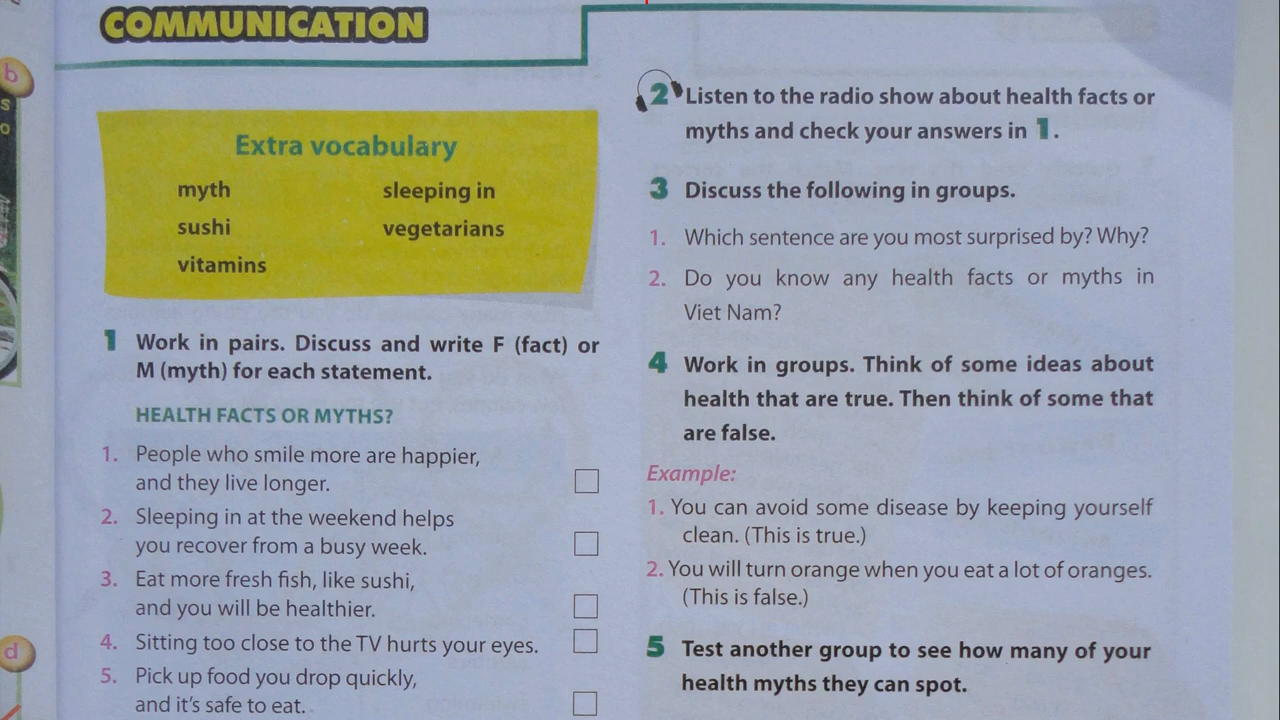 COMMUNICATION
b
s
o
Extra vocabulary
myth
sleeping in
sushi
vegetarians
vitamins
1 Work in pairs. Discuss and write F (fact) or
M (myth) for each statement.
HEALTH FACTS OR MYTHS?
1. People who smile more are happier,
and they live longer.
2. Sleeping in at the weekend helps
you recover from a busy week.
3. Eat more fresh fish, like sushi,
and you will be healthier.
4. Sitting too close to the TV hurts your eyes.
5. Pick up food you drop quickly,
and it's safe to eat.
d
2 Listen to the radio show about health facts or
myths and check your answers in 1.
3 Discuss the following in groups.
1. Which sentence are you most surprised by? Why?
2. Do you know any health facts or myths in
Viet Nam?
4 Work in groups. Think of some ideas about
health that are true. Then think of some that
are false.
Example:
1. You can avoid some disease by keeping yourself
clean. (This is true.)
2. You will turn orange when you eat a lot of oranges.
(This is false.)
5 Test another group to see how many of your
health myths they can spot.